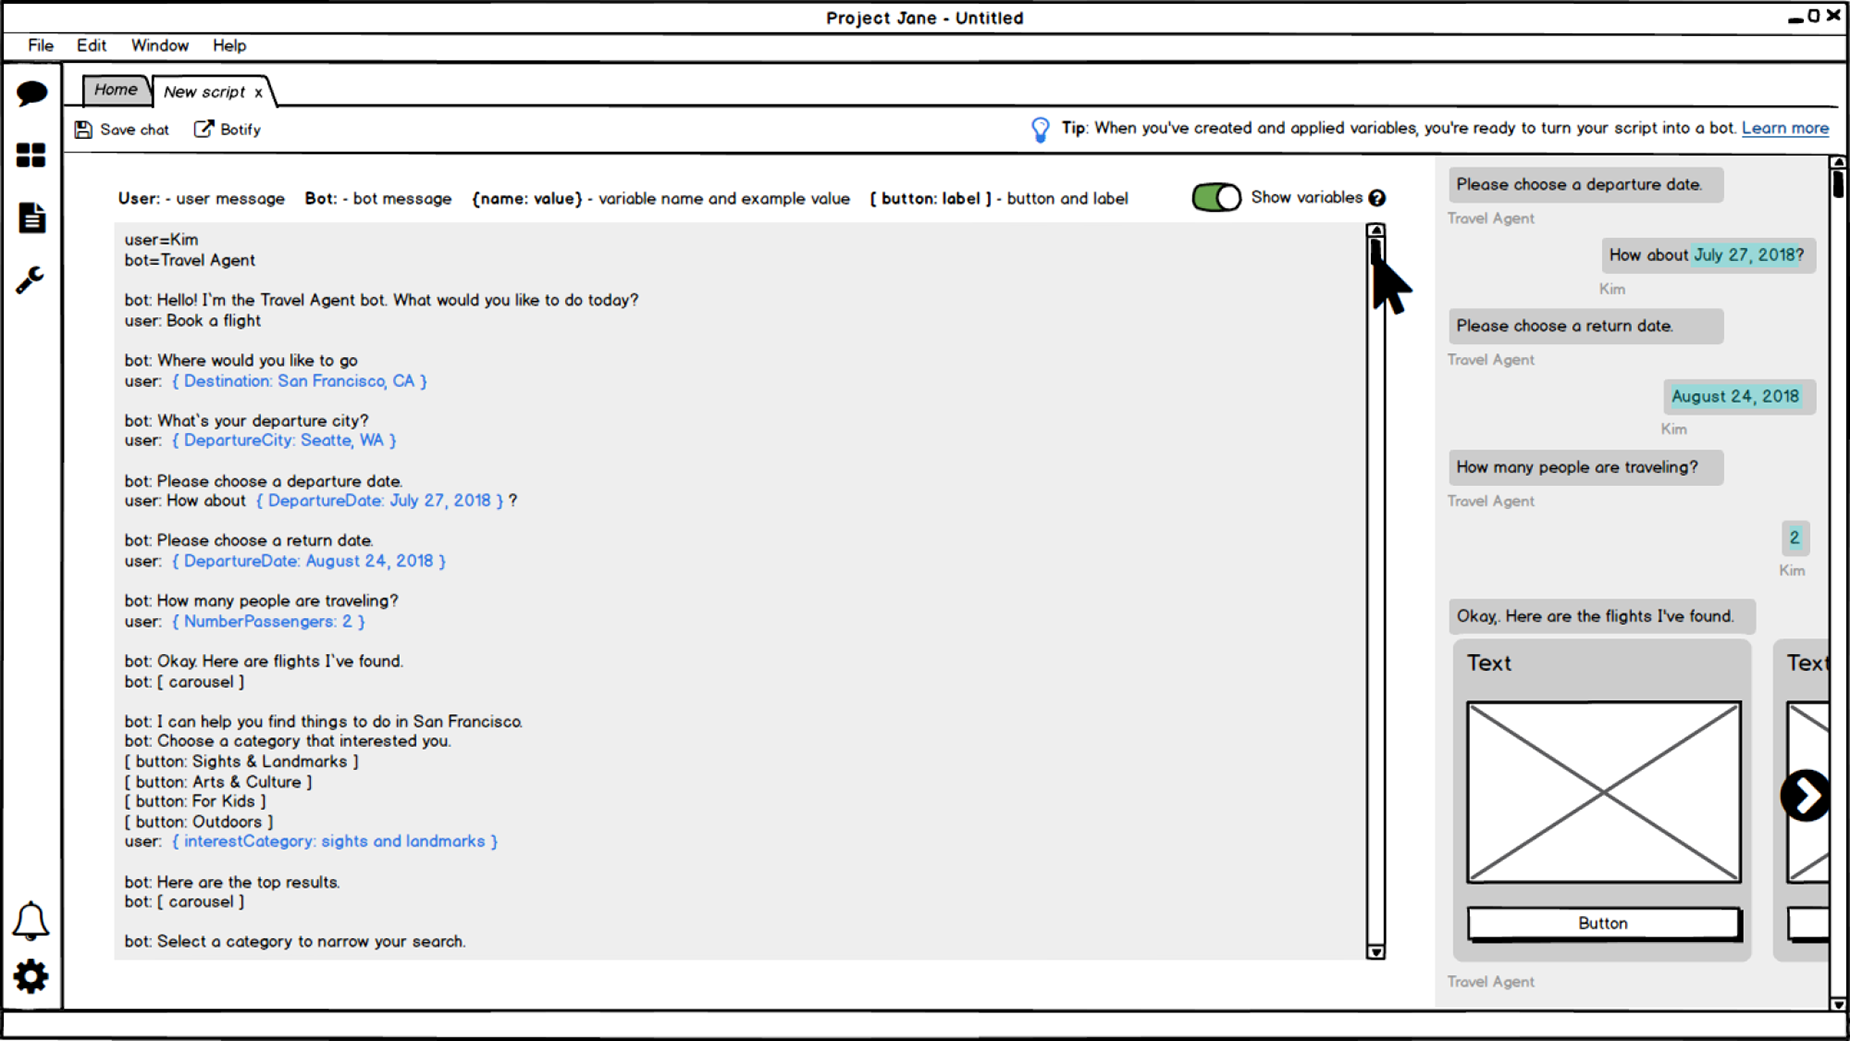 Project Jane - Untitled
File Edit Window Help
Home New script x
Save chat Botify
Tip: When you've created and applied variables, you're ready to turn your script into a bot. Learn more
User: - user message Bot: - bot message {name: value} - variable name and example value [ button: label ] - button and label
Show variables ?
user=Kim
bot=Travel Agent
bot: Hello! I`m the Travel Agent bot. What would you like to do today?
user: Book a flight
bot: Where would you like to go
user: { Destination: San Francisco, CA }
bot: What`s your departure city?
user: { DepartureCity: Seatte, WA }
bot: Please choose a departure date.
user: How about { DepartureDate: July 27, 2018 } ?
bot: Please choose a return date.
user: { DepartureDate: August 24, 2018 }
bot: How many people are traveling?
user: { NumberPassengers: 2 }
bot: Okay. Here are flights I`ve found.
bot: [ carousel ]
bot: I can help you find things to do in San Francisco.
bot: Choose a category that interested you.
[ button: Sights & Landmarks ]
[ button: Arts & Culture ]
[ button: For Kids ]
[ button: Outdoors ]
user: { interestCategory: sights and landmarks }
bot: Here are the top results.
bot: [ carousel ]
bot: Select a category to narrow your search.
Please choose a departure date.
Travel Agent
How about July 27, 2018?
Kim
Please choose a return date.
Travel Agent
August 24, 2018
Kim
How many people are traveling?
Travel Agent
2
Kim
Okay,. Here are the flights I've found.
Text Text
Button
Travel Agent